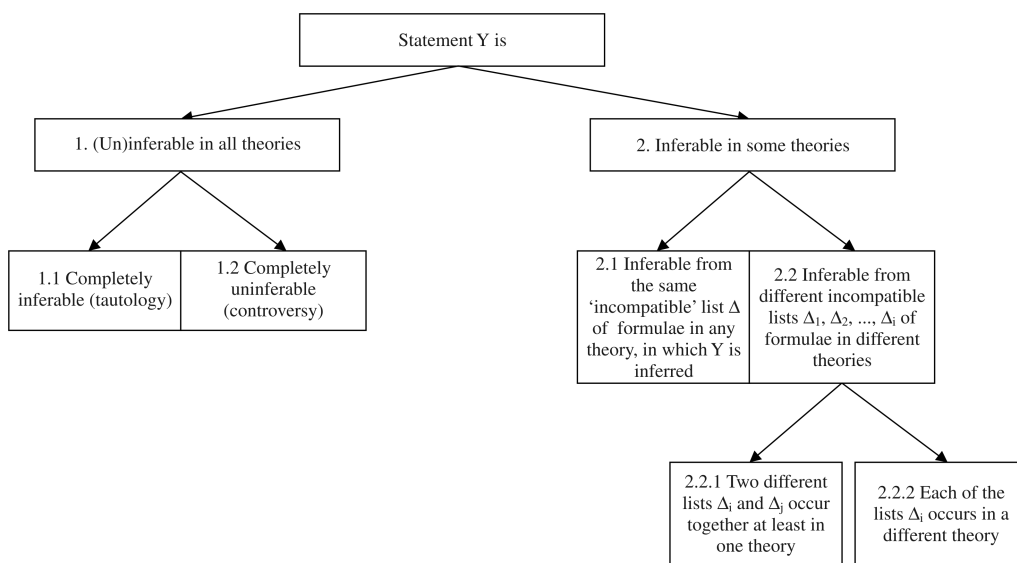 Statement Y is
1. (Un)inferable in all theories
2. Inferable in some theories
1.1 Completely
inferable (tautology)
1.2 Completely
uninferable
(controversy)
2.1 Inferable from
the same
‘incompatible’ list Δ
of formulae in any
theory, in which Y is
inferred
2.2 Inferable from
different incompatible
lists Δ₁, Δ₂, ..., Δᵢ of
formulae in different
theories
2.2.1 Two different
lists Δᵢ and Δⱼ occur
together at least in
one theory
2.2.2 Each of the
lists Δᵢ occurs in a
different theory